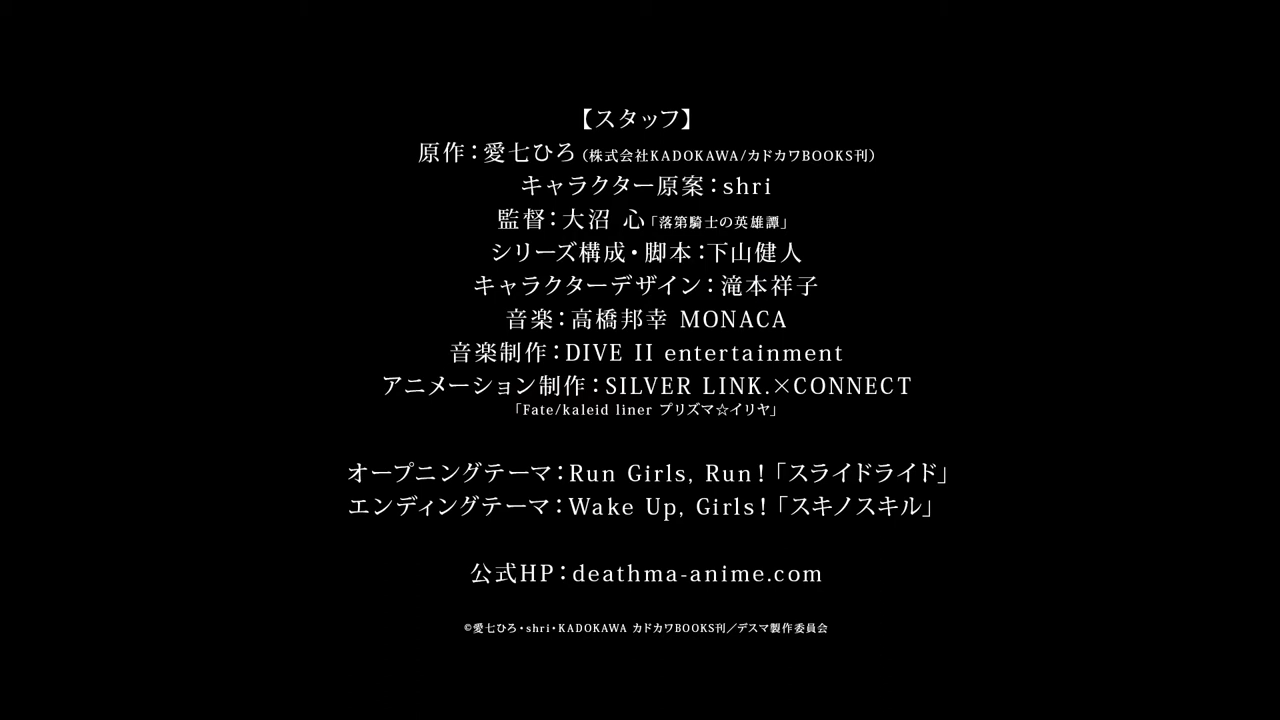 【スタッフ】
原作：愛七ひろ（株式会社KADOKAWA/カドカワBOOKS刊）
キャラクター原案：shri
監督：大沼 心「落第騎士の英雄譚」
シリーズ構成・脚本：下山健人
キャラクターデザイン：滝本祥子
音楽：高橋邦幸 MONACA
音楽制作：DIVE II entertainment
アニメーション制作：SILVER LINK.×CONNECT
「Fate/kaleid liner プリズマ☆イリヤ」
オープニングテーマ：Run Girls, Run！「スライドライド」
エンディングテーマ：Wake Up, Girls！「スキノスキル」
公式HP：deathma-anime.com
©愛七ひろ・shri・KADOKAWA カドカワBOOKS刊／デスマ製作委員会